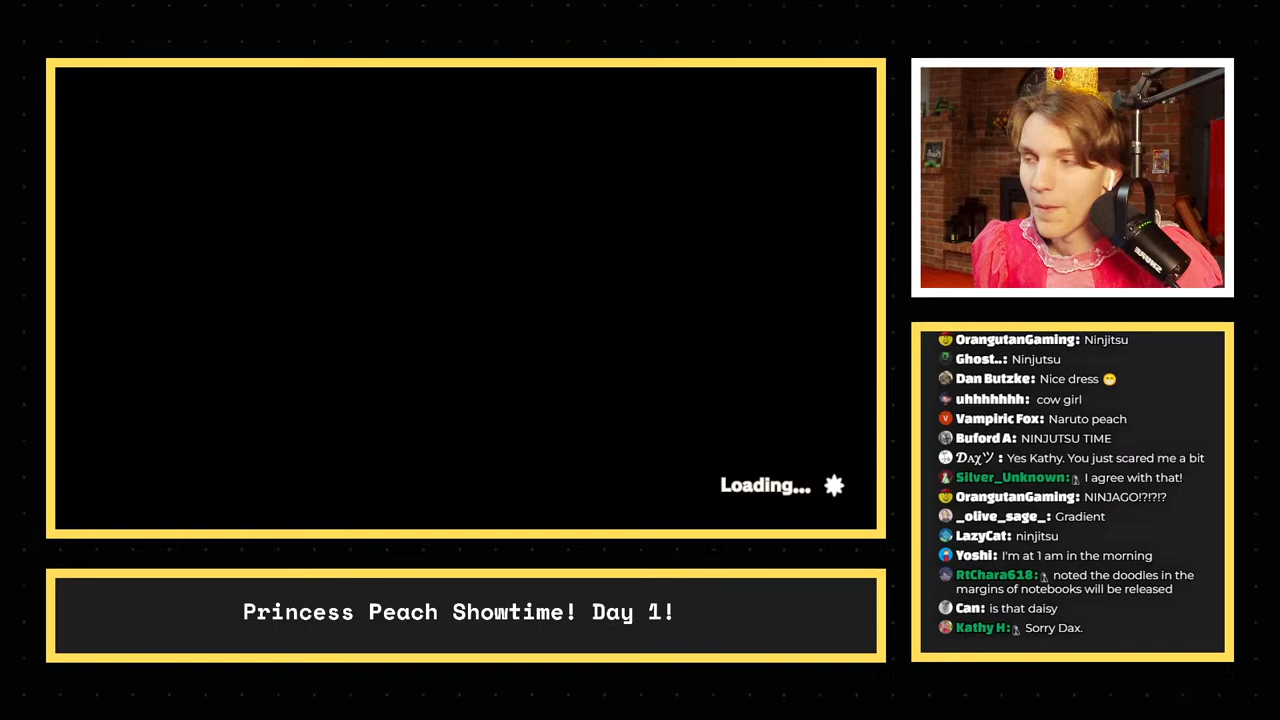 Loading...
Princess Peach Showtime! Day 1!
OrangutanGaming: Ninjitsu
Ghost..: Ninjutsu
Dan Butzke: Nice dress 😁
uhhhhhhh: cow girl
Vampiric Fox: Naruto peach
Buford A: NINJUTSU TIME
Dᴀχツ : Yes Kathy. You just scared me a bit
Silver_Unknown: I agree with that!
OrangutanGaming: NINJAGO!?!?!?
_olive_sage_: Gradient
LazyCat: ninjitsu
Yoshi: I'm at 1 am in the morning
RtChara618: noted the doodles in the
margins of notebooks will be released
Can: is that daisy
Kathy H: Sorry Dax.